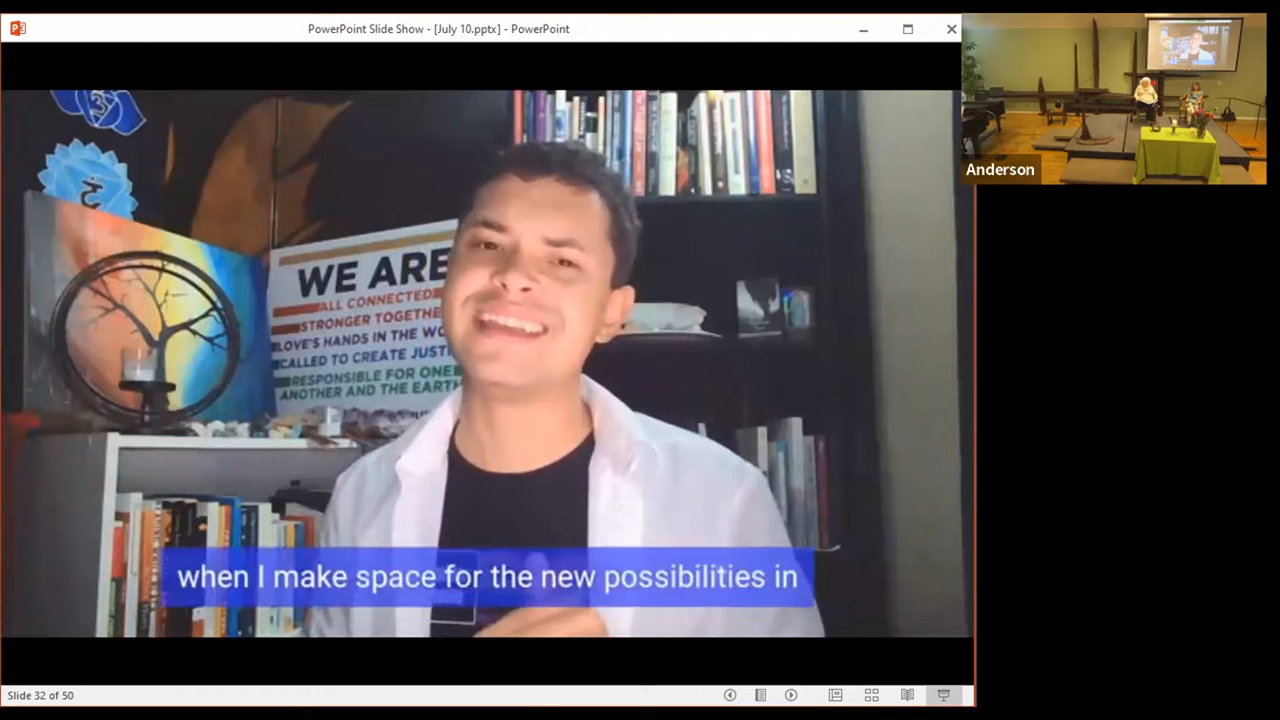 PowerPoint Slide Show - [July 10.pptx] - PowerPoint
Anderson
WE ARE
ALL CONNECTED
STRONGER TOGETHE
LOVE'S HANDS IN THE WO
CALLED TO CREATE JUST
RESPONSIBLE FOR ONE
ANOTHER AND THE EARTH
when I make space for the new possibilities in
Slide 32 of 50